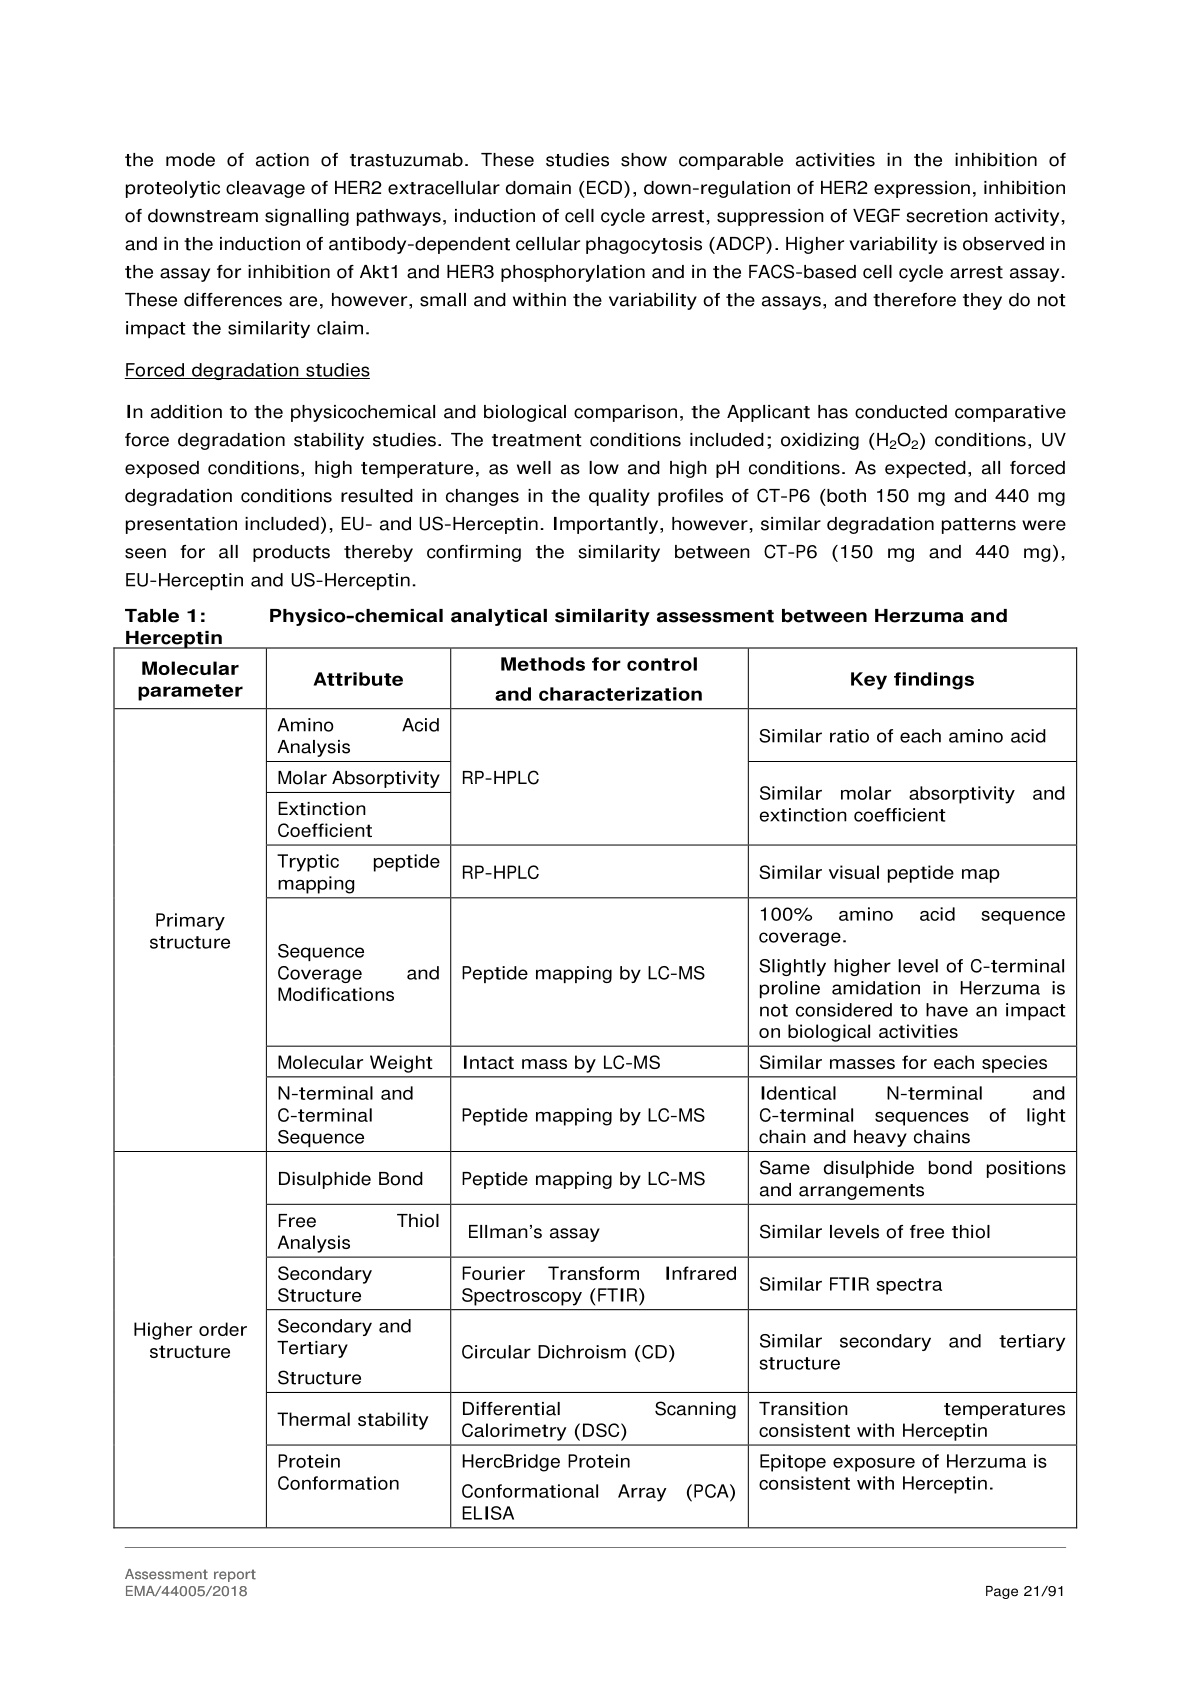 the mode of action of trastuzumab. These studies show comparable activities in the inhibition of
proteolytic cleavage of HER2 extracellular domain (ECD), down-regulation of HER2 expression, inhibition
of downstream signalling pathways, induction of cell cycle arrest, suppression of VEGF secretion activity,
and in the induction of antibody-dependent cellular phagocytosis (ADCP). Higher variability is observed in
the assay for inhibition of Akt1 and HER3 phosphorylation and in the FACS-based cell cycle arrest assay.
These differences are, however, small and within the variability of the assays, and therefore they do not
impact the similarity claim.
Forced degradation studies
In addition to the physicochemical and biological comparison, the Applicant has conducted comparative
force degradation stability studies. The treatment conditions included; oxidizing (H₂O₂) conditions, UV
exposed conditions, high temperature, as well as low and high pH conditions. As expected, all forced
degradation conditions resulted in changes in the quality profiles of CT-P6 (both 150 mg and 440 mg
presentation included), EU- and US-Herceptin. Importantly, however, similar degradation patterns were
seen for all products thereby confirming the similarity between CT-P6 (150 mg and 440 mg),
EU-Herceptin and US-Herceptin.
Table 1: Physico-chemical analytical similarity assessment between Herzuma and
Herceptin
Molecular
parameter
Attribute
Methods for control
and characterization
Key findings
Primary
structure
Amino Acid
Analysis
RP-HPLC
Similar ratio of each amino acid
Molar Absorptivity
Similar molar absorptivity and
extinction coefficient
Extinction
Coefficient
Tryptic peptide
mapping
RP-HPLC
Similar visual peptide map
Sequence
Coverage and
Modifications
Peptide mapping by LC-MS
100% amino acid sequence
coverage.
Slightly higher level of C-terminal
proline amidation in Herzuma is
not considered to have an impact
on biological activities
Molecular Weight
Intact mass by LC-MS
Similar masses for each species
N-terminal and
C-terminal
Sequence
Peptide mapping by LC-MS
Identical N-terminal and
C-terminal sequences of light
chain and heavy chains
Higher order
structure
Disulphide Bond
Peptide mapping by LC-MS
Same disulphide bond positions
and arrangements
Free Thiol
Analysis
Ellman's assay
Similar levels of free thiol
Secondary
Structure
Fourier Transform Infrared
Spectroscopy (FTIR)
Similar FTIR spectra
Secondary and
Tertiary
Structure
Circular Dichroism (CD)
Similar secondary and tertiary
structure
Thermal stability
Differential Scanning
Calorimetry (DSC)
Transition temperatures
consistent with Herceptin
Protein
Conformation
HercBridge Protein
Conformational Array (PCA)
ELISA
Epitope exposure of Herzuma is
consistent with Herceptin.
Assessment report
EMA/44005/2018
Page 21/91